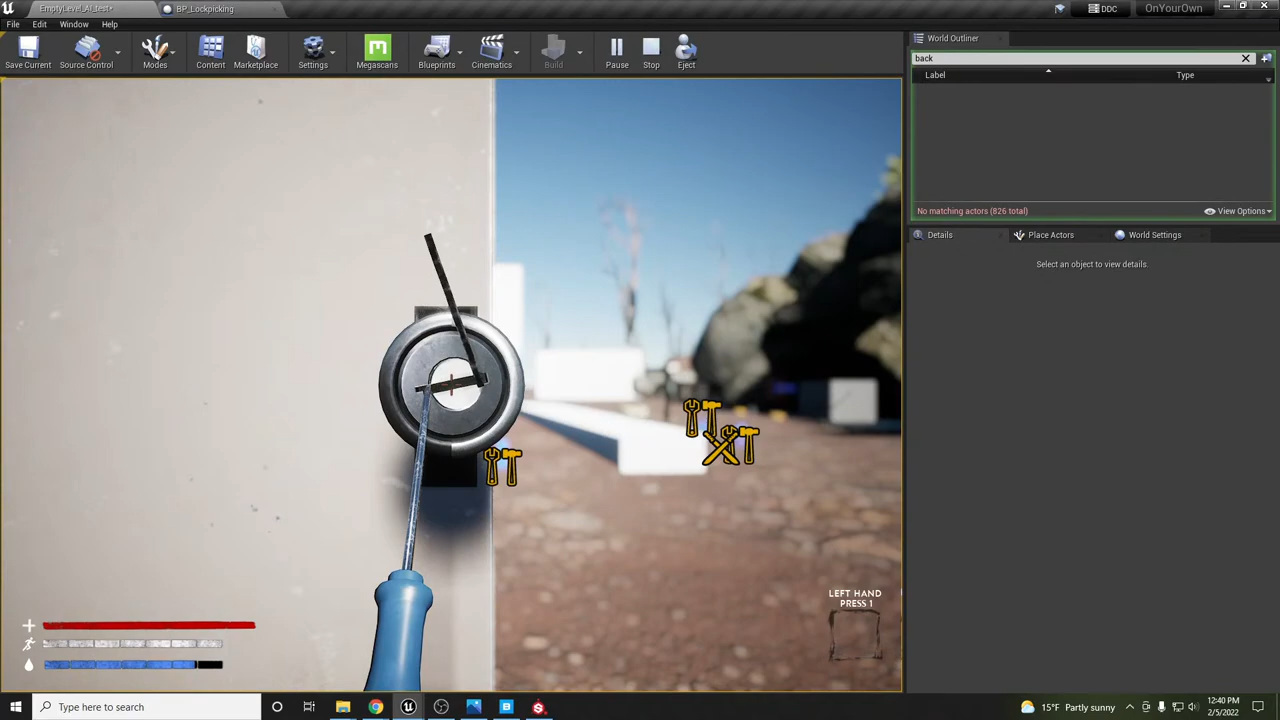 EmptyLevel_AI_test*
BP_Lockpicking
DDC
OnYourOwn
File
Edit
Window
Help
Save Current
Source Control
Modes
Content
Marketplace
Settings
Megascans
Build
Blueprints
Cinematics
Pause
Stop
Eject
World Outliner
back
Label
Type
No matching actors (826 total)
View Options
Details
Place Actors
World Settings
Select an object to view details.
LEFT HAND
PRESS 1
Type here to search
15°F Partly sunny
12:40 PM
2/5/2022